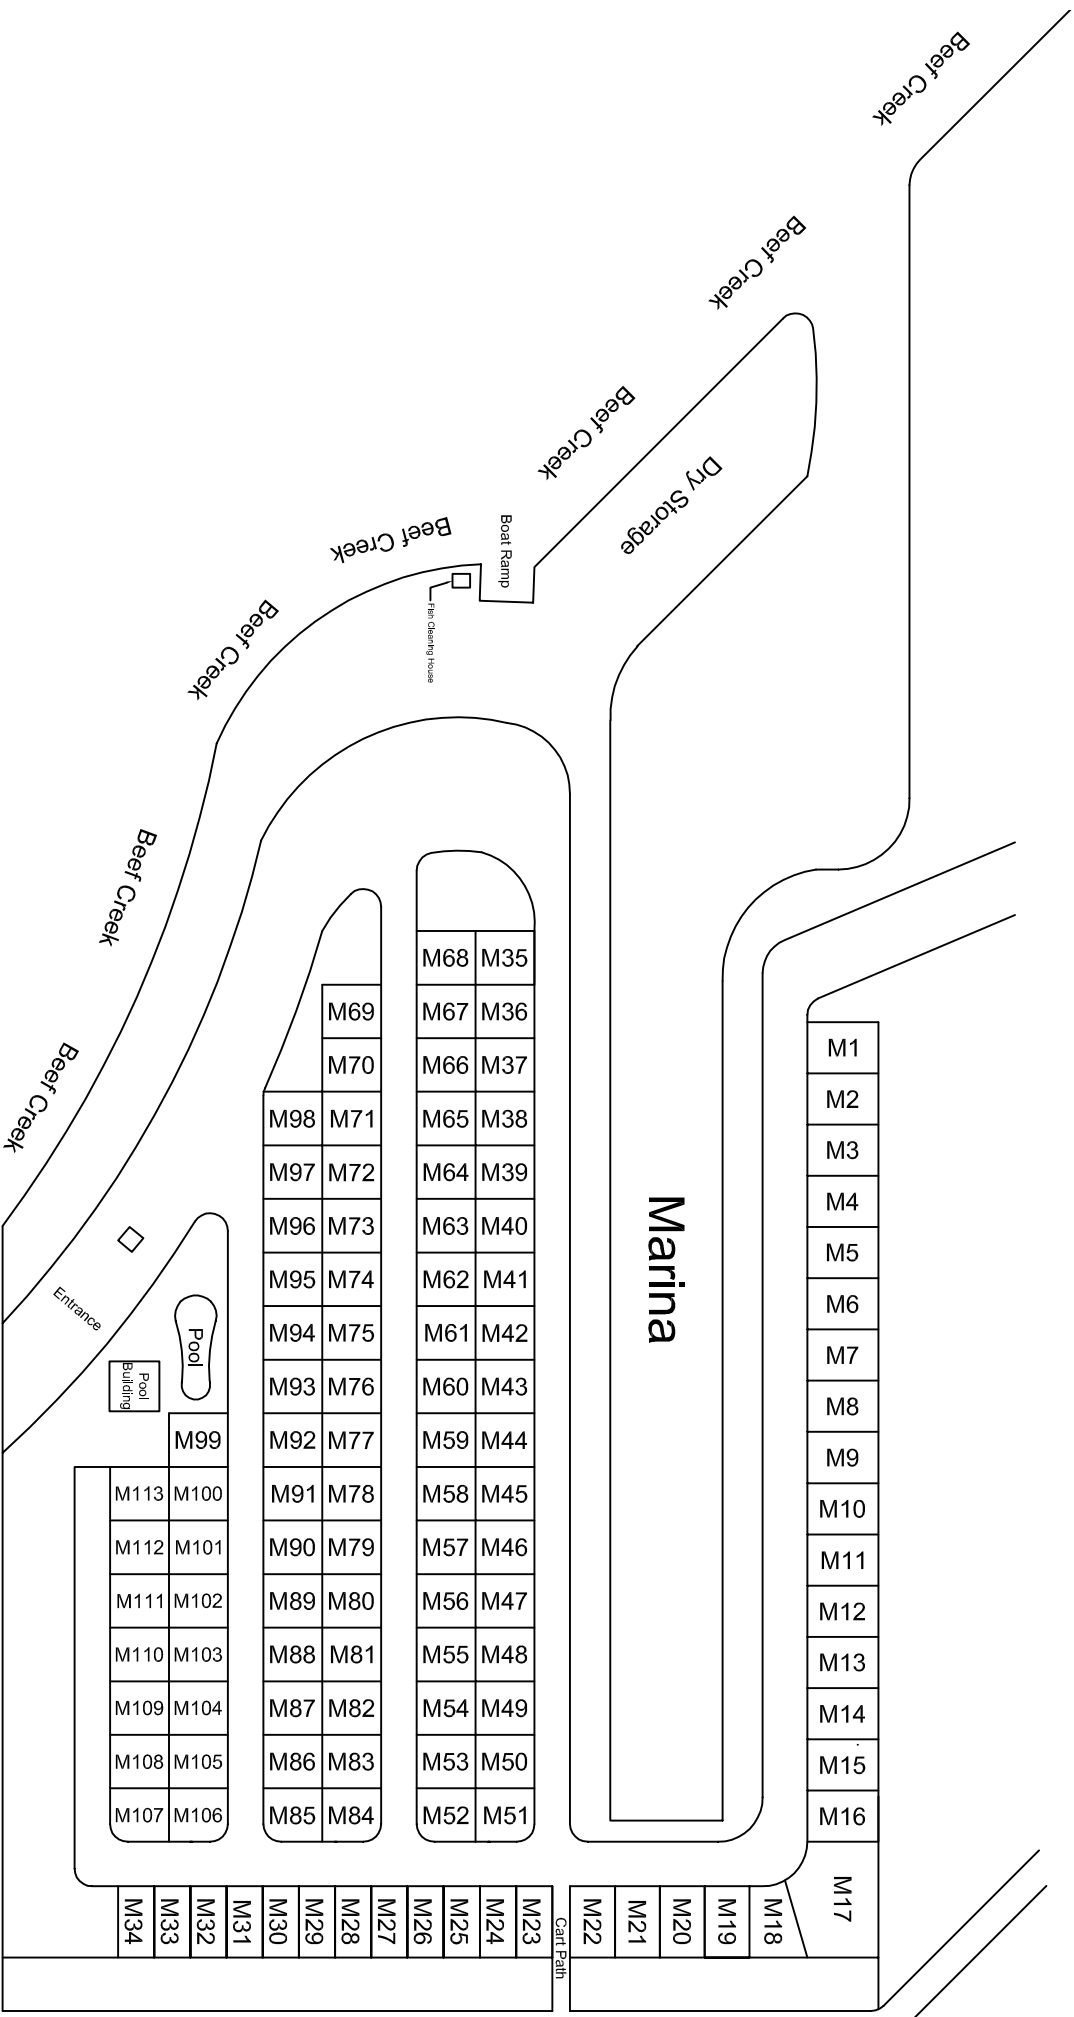 Beef Creek
Beef Creek
Beef Creek
Dry Storage
Boat Ramp
Beef Creek
Fish Cleaning House
Beef Creek
Beef Creek
M68 M35
M69 M67 M36
M70 M66 M37 M1
Beef Creek
M98 M71 M65 M38 M2
M97 M72 M64 M39 M3
M96 M73 M63 M40 M4
Marina
M95 M74 M62 M41 M5
Entrance
M94 M75 M61 M42 M6
Pool
Pool
Building
M93 M76 M60 M43 M7
M99 M92 M77 M59 M44 M8
M113 M100 M91 M78 M58 M45 M9
M112 M101 M90 M79 M57 M46 M10
M111 M102 M89 M80 M56 M47 M11
M110 M103 M88 M81 M55 M48 M12
M109 M104 M87 M82 M54 M49 M13
M108 M105 M86 M83 M53 M50 M14
M107 M106 M85 M84 M52 M51 M15
M16
M34 M33 M32 M31 M30 M29 M28 M27 M26 M25 M24 M23
Cart Path
M22 M21 M20 M19 M18 M17